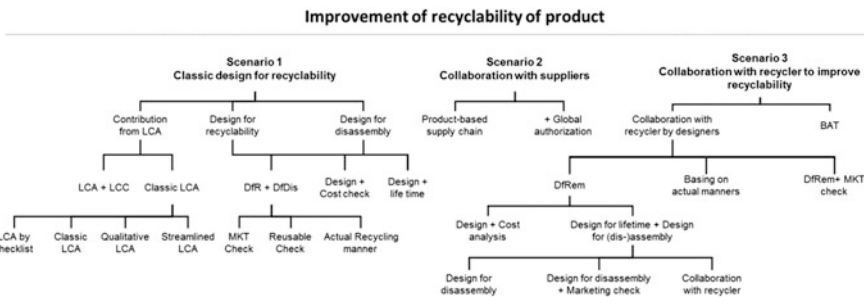 Improvement of recyclability of product
Scenario 1
Classic design for recyclability
Scenario 2
Collaboration with suppliers
Scenario 3
Collaboration with recycler to improve
recyclability
Contribution
from LCA
Design for
recyclability
Design for
disassembly
Product-based
supply chain
+ Global
authorization
Collaboration with
recycler by designers
BAT
LCA + LCC
Classic LCA
DfR + DfDis
Design +
Cost check
Design +
life time
DfRem
Basing on
actual manners
DfRem+ MKT
check
LCA by
checklist
Classic
LCA
Qualitative
LCA
Streamlined
LCA
MKT
Check
Reusable
Check
Actual Recycling
manner
Design + Cost
analysis
Design for lifetime + Design
for (dis-)assembly
Design for
disassembly
Design for disassembly
+ Marketing check
Collaboration
with recycler